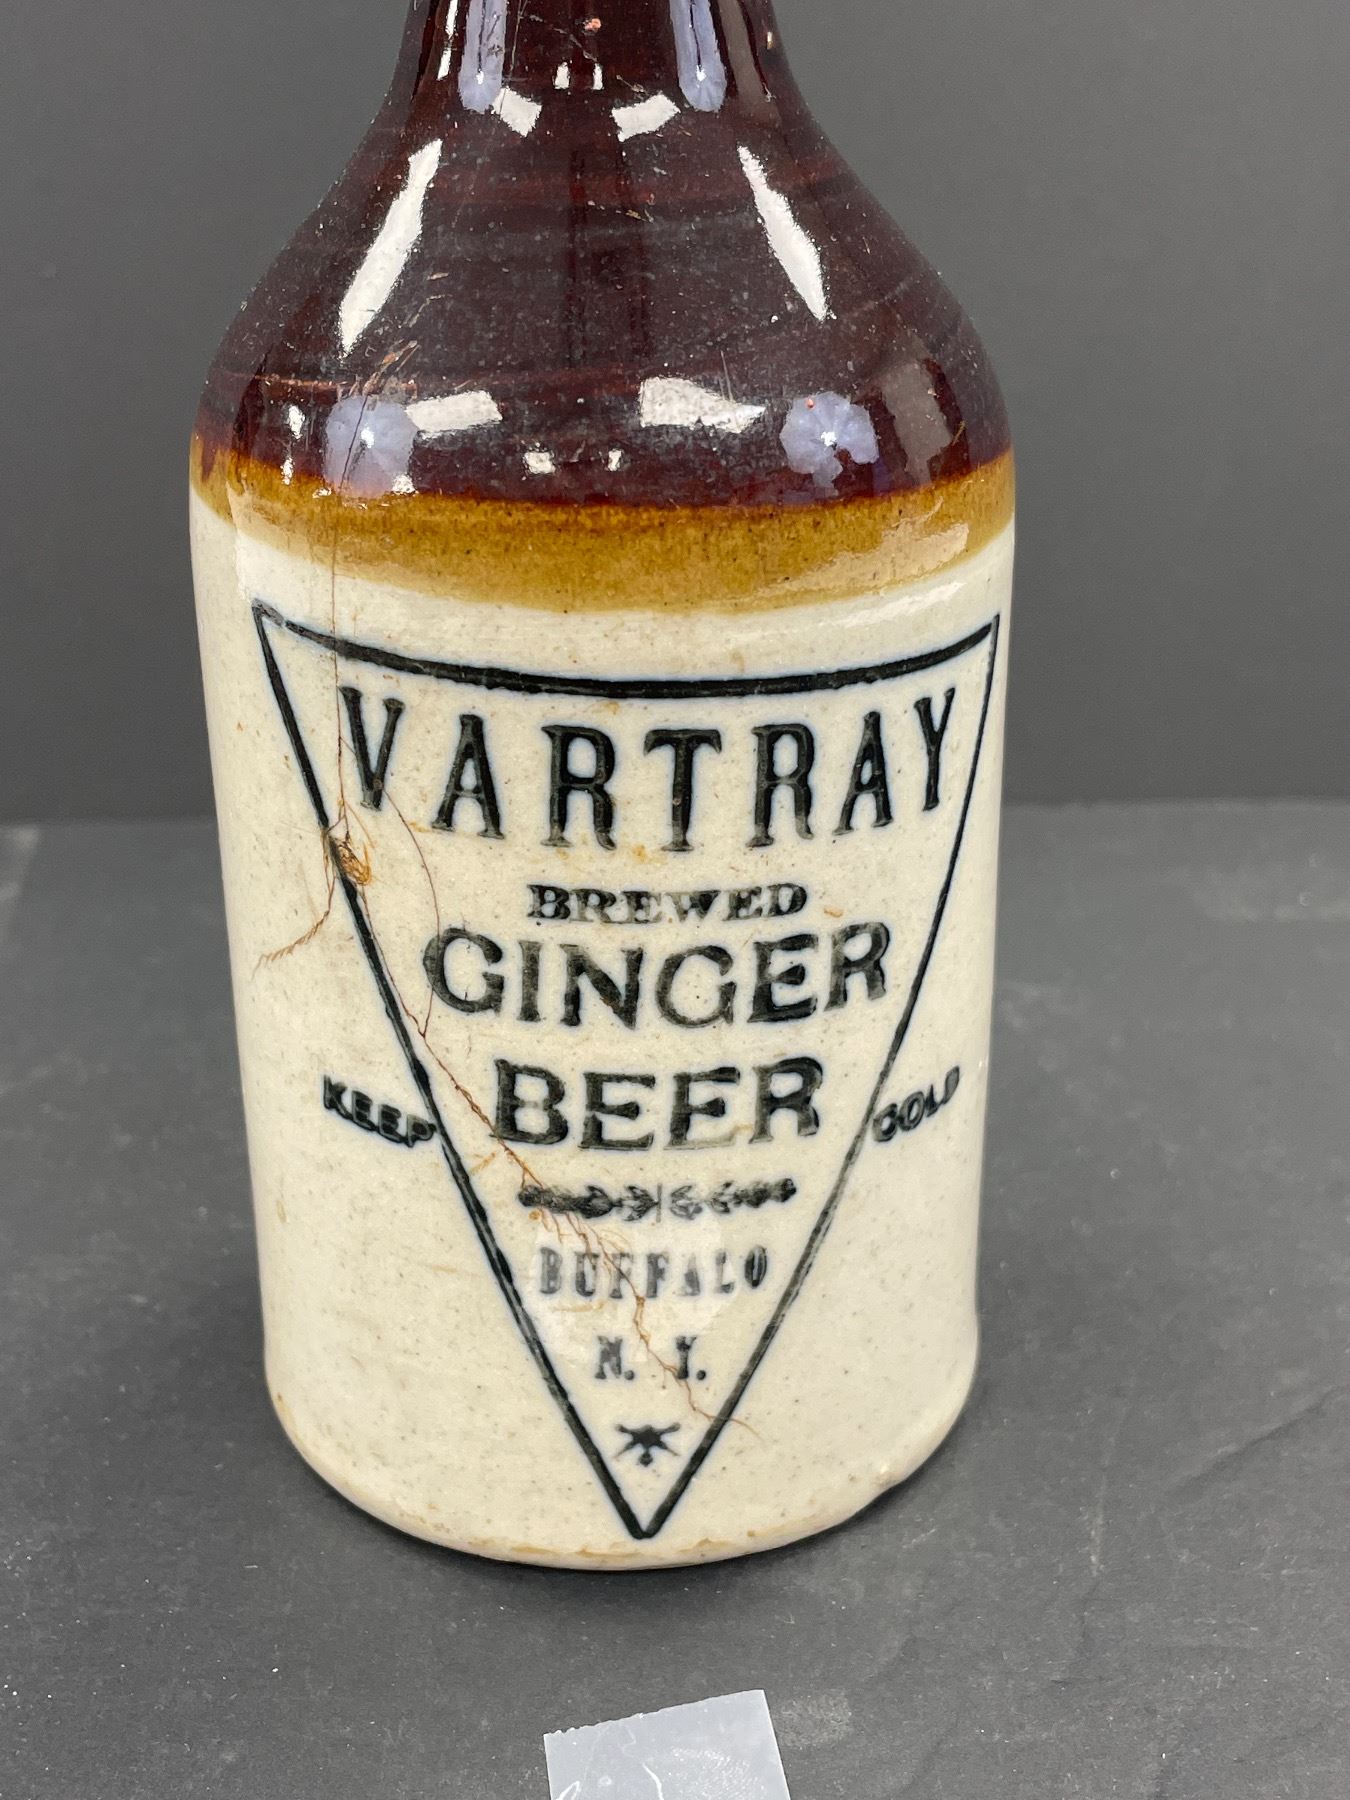 VARTRAY
BREWED
GINGER
BEER
KEEP COLD
BUFFALO
N. Y.